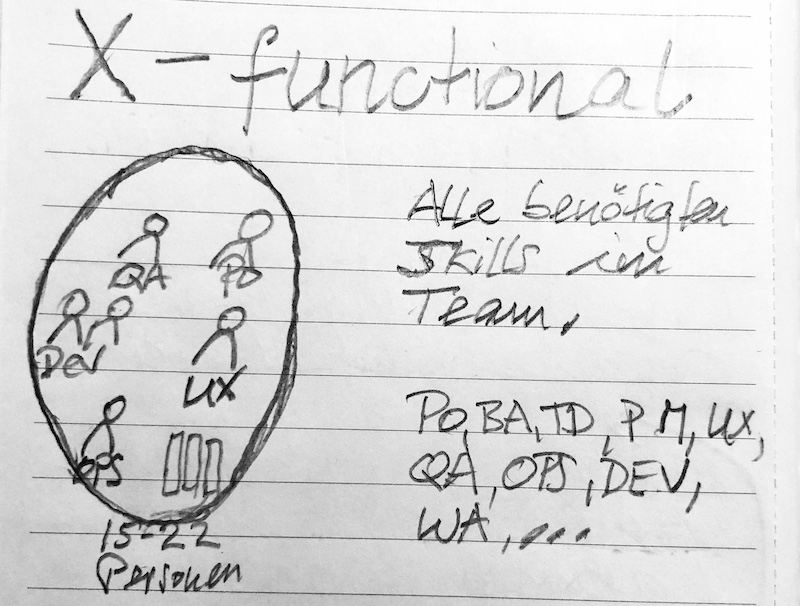 X-functional
QA PO
DEV
UX
OPS
15-22
Personen
Alle benötigten
Skills im
Team.
PO, BA, TD, PM, UX,
QA, OPS, DEV,
WA, ...